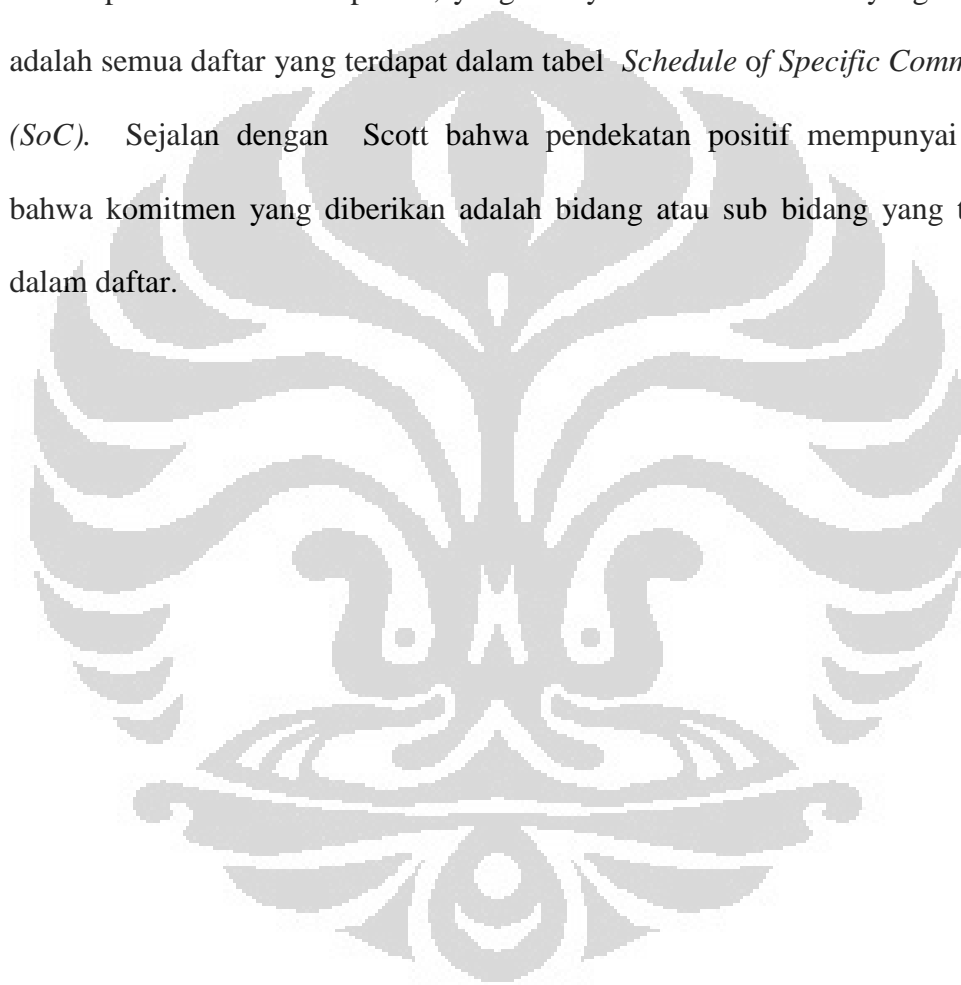 adalah semua daftar yang terdapat dalam tabel Schedule of Specific Comm
(SoC). Sejalan dengan Scott bahwa pendekatan positif mempunyai
bahwa komitmen yang diberikan adalah bidang atau sub bidang yang t
dalam daftar.